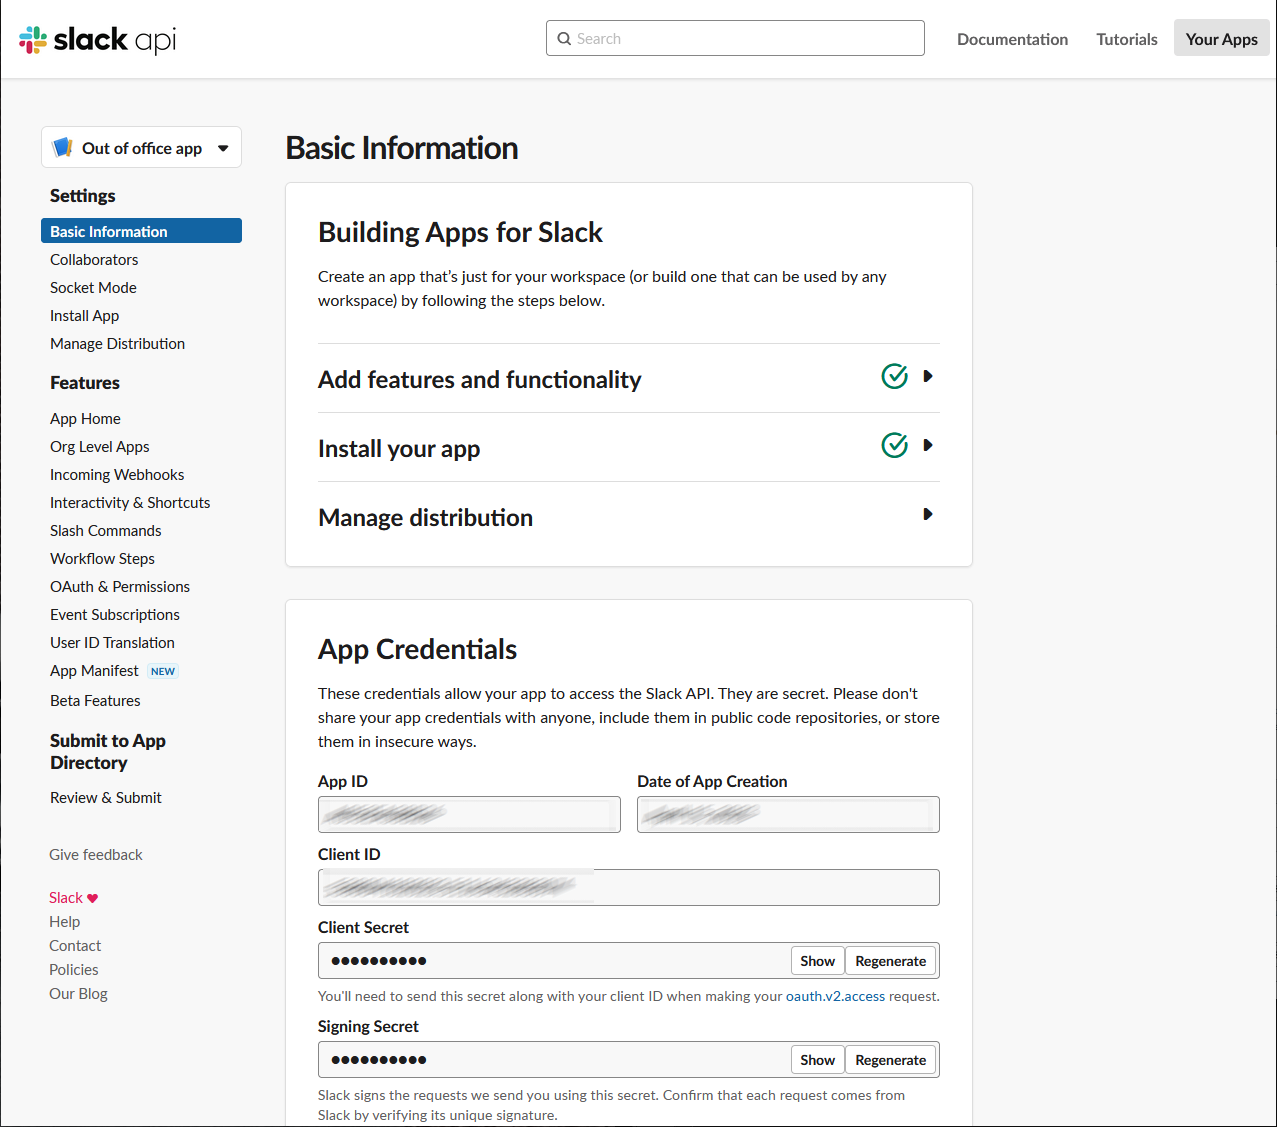 slack api
Search
Documentation
Tutorials
Your Apps
Out of office app
Settings
Basic Information
Collaborators
Socket Mode
Install App
Manage Distribution
Features
App Home
Org Level Apps
Incoming Webhooks
Interactivity & Shortcuts
Slash Commands
Workflow Steps
OAuth & Permissions
Event Subscriptions
User ID Translation
App Manifest NEW
Beta Features
Submit to App
Directory
Review & Submit
Give feedback
Slack ♥
Help
Contact
Policies
Our Blog
Basic Information
Building Apps for Slack
Create an app that’s just for your workspace (or build one that can be used by any
workspace) by following the steps below.
Add features and functionality
Install your app
Manage distribution
App Credentials
These credentials allow your app to access the Slack API. They are secret. Please don't
share your app credentials with anyone, include them in public code repositories, or store
them in insecure ways.
App ID
Date of App Creation
Client ID
Client Secret
●●●●●●●●●●
Show
Regenerate
You'll need to send this secret along with your client ID when making your oauth.v2.access request.
Signing Secret
●●●●●●●●●●
Show
Regenerate
Slack signs the requests we send you using this secret. Confirm that each request comes from
Slack by verifying its unique signature.